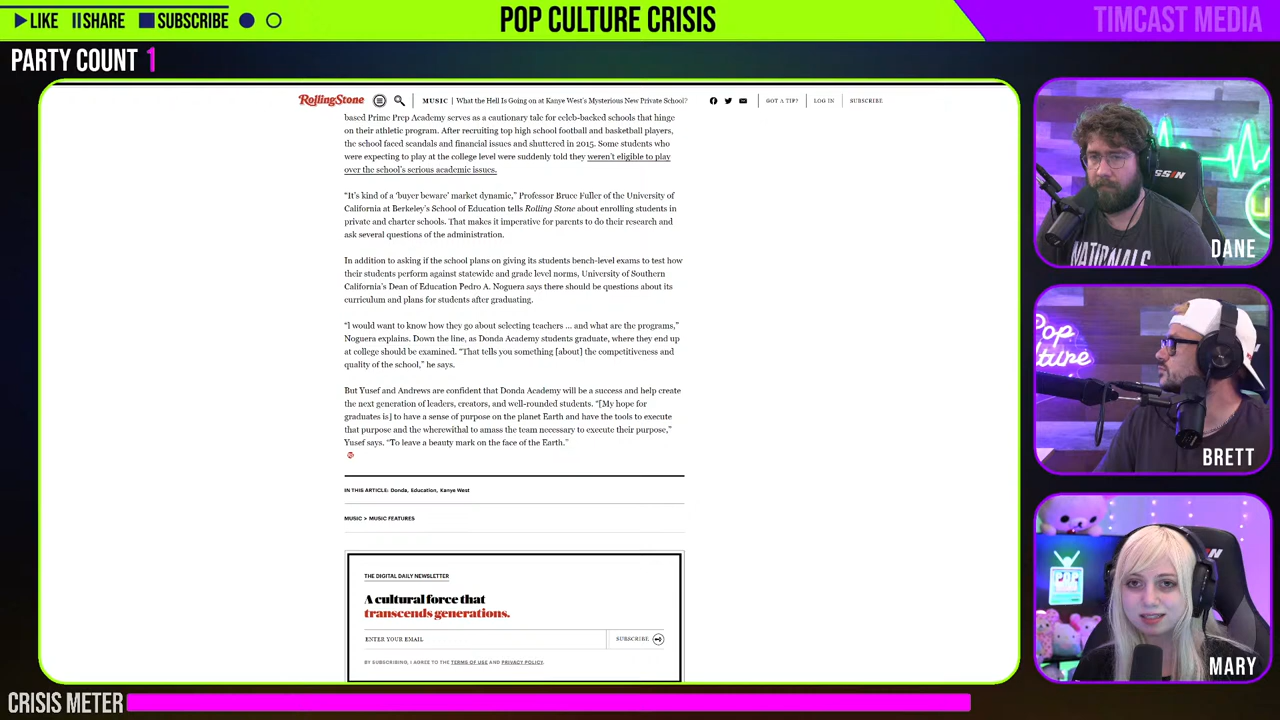 LIKE SHARE SUBSCRIBE
POP CULTURE CRISIS
TIMCAST MEDIA
PARTY COUNT 1
RollingStone MUSIC | What the Hell Is Going on at Kanye West's Mysterious New Private School? GOT A TIP? LOG IN SUBSCRIBE
based Prime Prep Academy serves as a cautionary tale for celeb-backed schools that hinge
on their athletic program. After recruiting top high school football and basketball players,
the school faced scandals and financial issues and shuttered in 2015. Some students who
were expecting to play at the college level were suddenly told they weren't eligible to play
over the school's serious academic issues.
“It's kind of a ‘buyer beware’ market dynamic,” Professor Bruce Fuller of the University of
California at Berkeley's School of Education tells Rolling Stone about enrolling students in
private and charter schools. That makes it imperative for parents to do their research and
ask several questions of the administration.
In addition to asking if the school plans on giving its students bench-level exams to test how
their students perform against statewide and grade level norms, University of Southern
California's Dean of Education Pedro A. Noguera says there should be questions about its
curriculum and plans for students after graduating.
“I would want to know how they go about selecting teachers ... and what are the programs,”
Noguera explains. Down the line, as Donda Academy students graduate, where they end up
at college should be examined. “That tells you something [about] the competitiveness and
quality of the school,” he says.
But Yusef and Andrews are confident that Donda Academy will be a success and help create
the next generation of leaders, creators, and well-rounded students. “[My hope for
graduates is] to have a sense of purpose on the planet Earth and have the tools to execute
that purpose and the wherewithal to amass the team necessary to execute their purpose,”
Yusef says. “To leave a beauty mark on the face of the Earth.”
IN THIS ARTICLE: Donda, Education, Kanye West
MUSIC > MUSIC FEATURES
THE DIGITAL DAILY NEWSLETTER
A cultural force that
transcends generations.
ENTER YOUR EMAIL SUBSCRIBE
BY SUBSCRIBING, I AGREE TO THE TERMS OF USE AND PRIVACY POLICY.
NATIONALS
DANE
Pop
BRETT
MARY
CRISIS METER